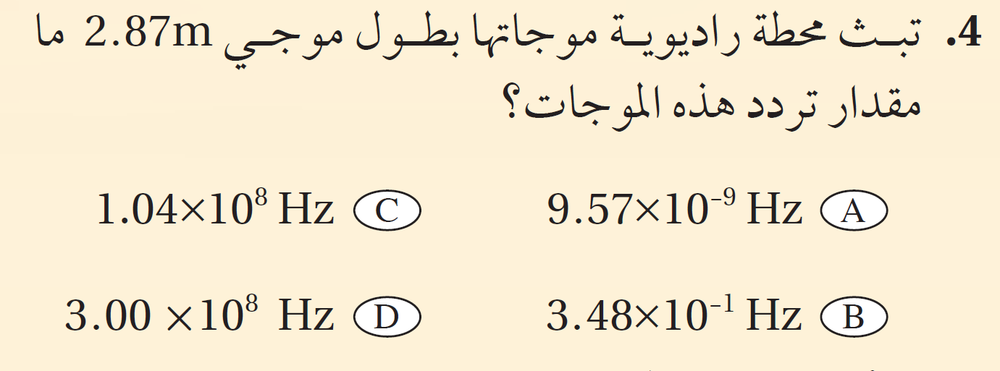 4. تبث محطة راديوية موجاتها بطول موجي 2.87m ما
مقدار تردد هذه الموجات؟
9.57×10⁻⁹ Hz A
1.04×10⁸ Hz C
3.48×10⁻¹ Hz B
3.00 ×10⁸ Hz D